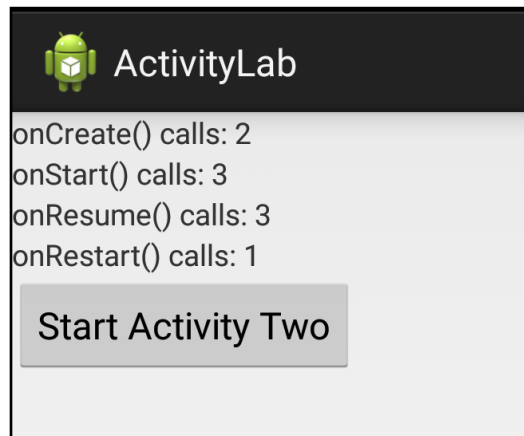 ActivityLab
onCreate() calls: 2
onStart() calls: 3
onResume() calls: 3
onRestart() calls: 1
Start Activity Two